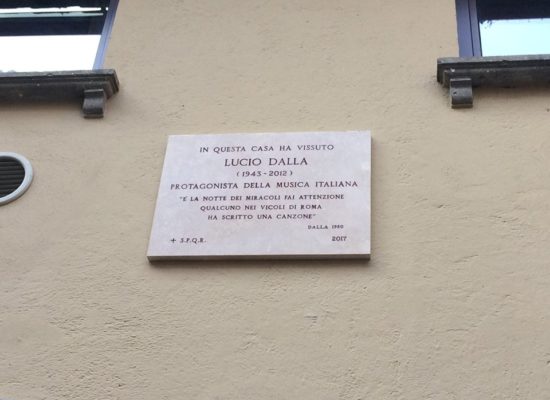 IN QUESTA CASA HA VISSUTO
LUCIO DALLA
(1943-2012)
PROTAGONISTA DELLA MUSICA ITALIANA
"È LA NOTTE DEI MIRACOLI FAI ATTENZIONE
QUALCUNO NEI VICOLI DI ROMA
HA SCRITTO UNA CANZONE"
DALLA 1980
+ S.P.Q.R. 2017